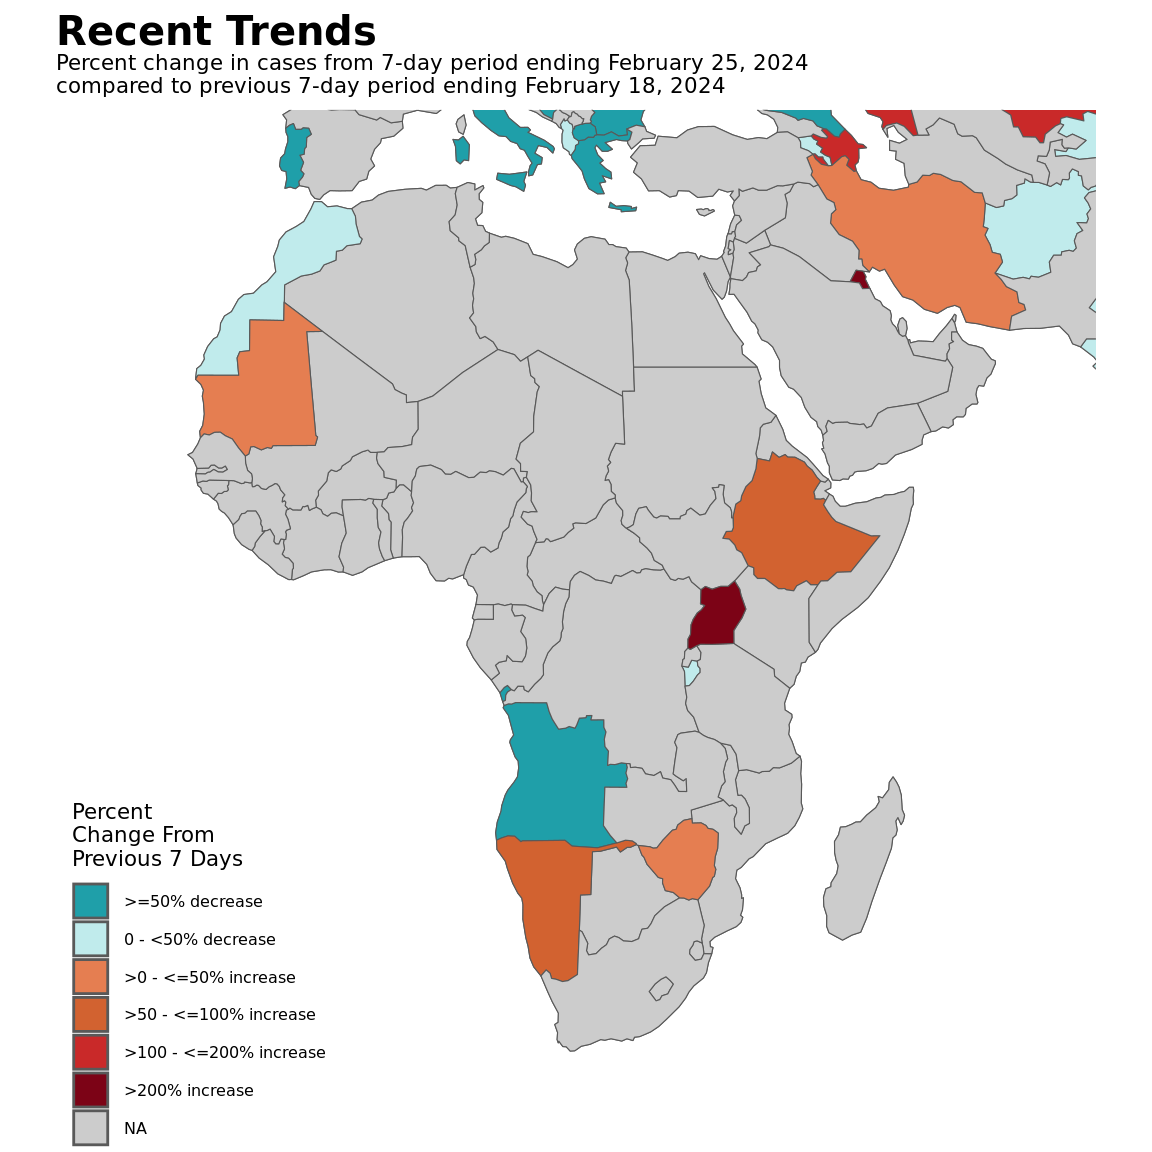 Recent Trends
Percent change in cases from 7-day period ending February 25, 2024
compared to previous 7-day period ending February 18, 2024
Percent
Change From
Previous 7 Days
>=50% decrease
0 - <50% decrease
>0 - <=50% increase
>50 - <=100% increase
>100 - <=200% increase
>200% increase
NA